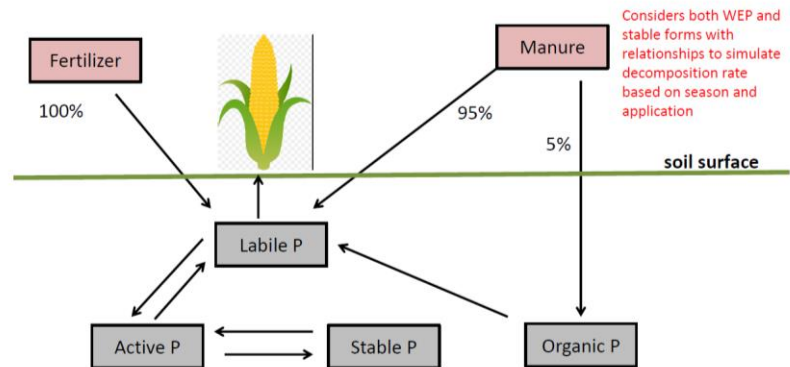 Considers both WEP and
stable forms with
relationships to simulate
decomposition rate
based on season and
application
Fertilizer
Manure
100%
95%
5%
soil surface
Labile P
Active P
Stable P
Organic P